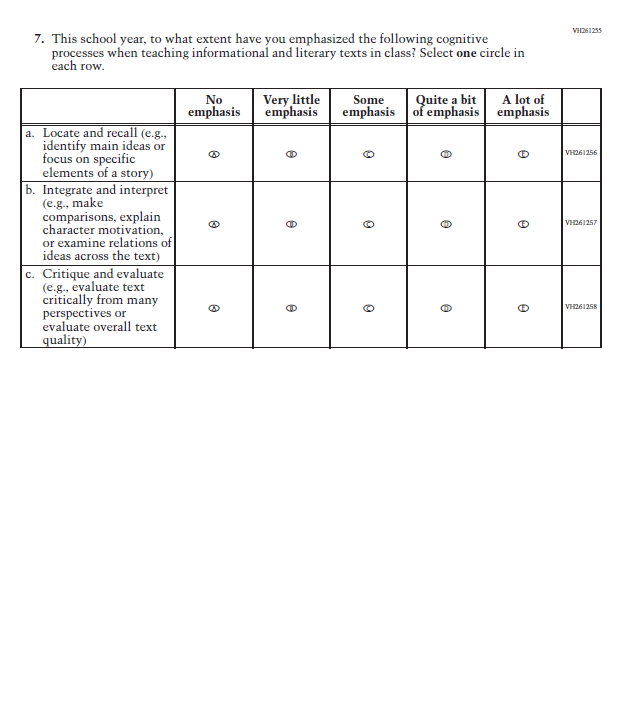 VH261255
7. This school year, to what extent have you emphasized the following cognitive
processes when teaching informational and literary texts in class? Select one circle in
each row.
No emphasis Very little emphasis Some emphasis Quite a bit of emphasis A lot of emphasis
a. Locate and recall (e.g.,
identify main ideas or
focus on specific
elements of a story)
A B C D E VH261256
b. Integrate and interpret
(e.g., make
comparisons, explain
character motivation,
or examine relations of
ideas across the text)
A B C D E VH261257
c. Critique and evaluate
(e.g., evaluate text
critically from many
perspectives or
evaluate overall text
quality)
A B C D E VH261258